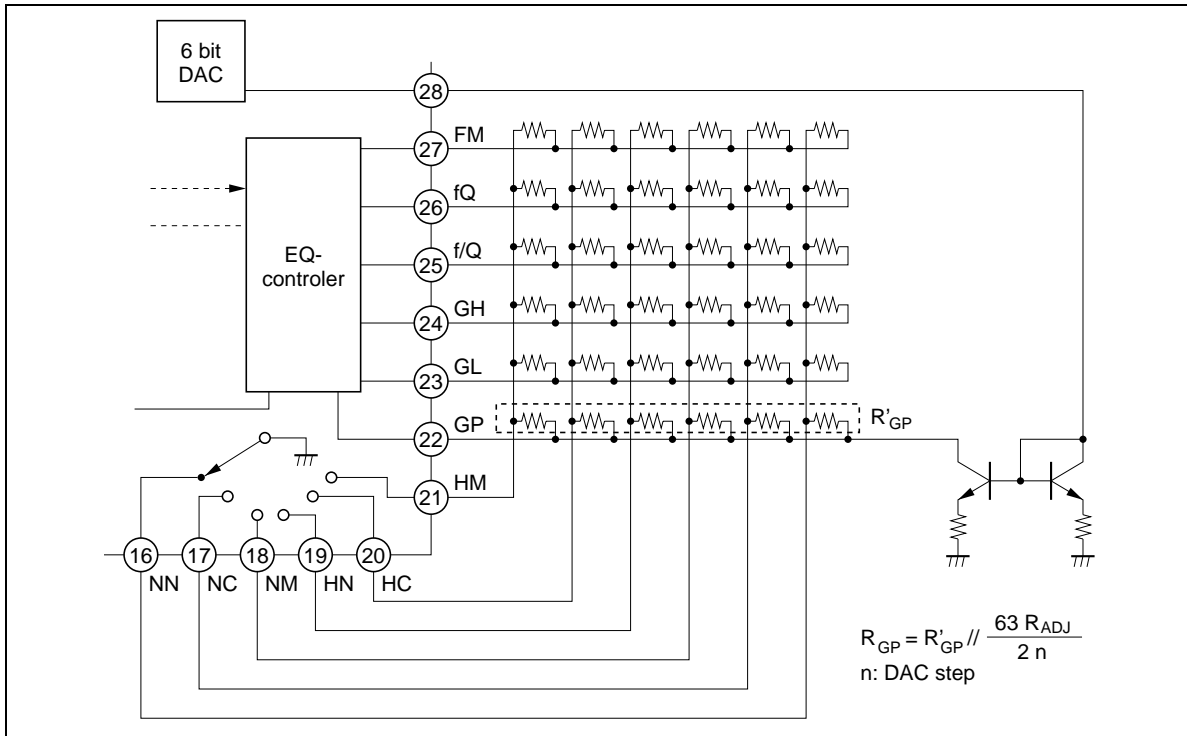 6 bit
DAC
28
FM
27
fQ
26
EQ-
controler
f/Q
25
GH
24
GL
23
GP
22
R'GP
HM
21
16
17
18
19
20
NN
NC
NM
HN
HC
RGP = R'GP // 63 RADJ / 2 n
n: DAC step